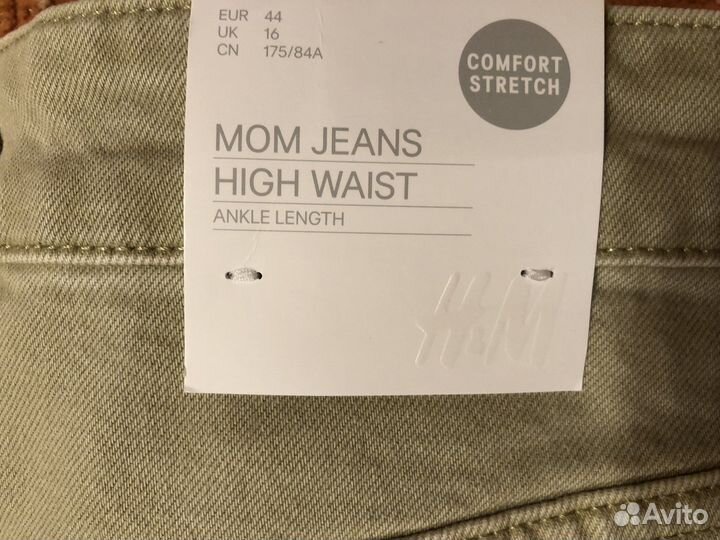 EUR 44
UK 16
CN 175/84A
COMFORT
STRETCH
MOM JEANS
HIGH WAIST
ANKLE LENGTH
H&M
Avito